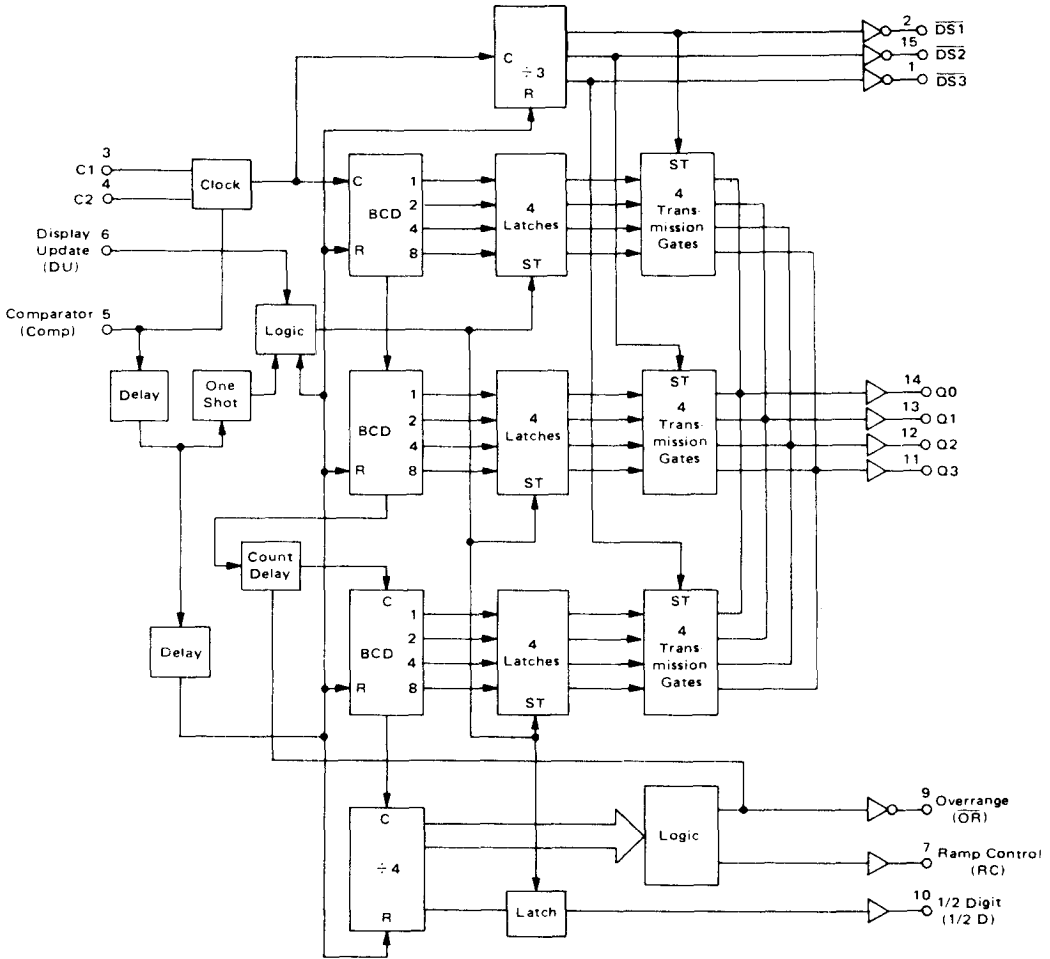 2
DS1
15
DS2
1
DS3
C
÷3
R
3
C1
4
C2
Clock
Display
Update
(DU)
6
Comparator
(Comp)
5
Logic
Delay
One
Shot
C
BCD
R
1
2
4
8
4
Latches
ST
ST
4
Trans-
mission
Gates
BCD
R
1
2
4
8
4
Latches
ST
ST
4
Trans-
mission
Gates
14
Q0
13
Q1
12
Q2
11
Q3
Count
Delay
Delay
C
BCD
R
1
2
4
8
4
Latches
ST
ST
4
Trans-
mission
Gates
C
÷4
R
Logic
Latch
9
Overrange
(OR)
7
Ramp Control
(RC)
10
1/2 Digit
(1/2 D)